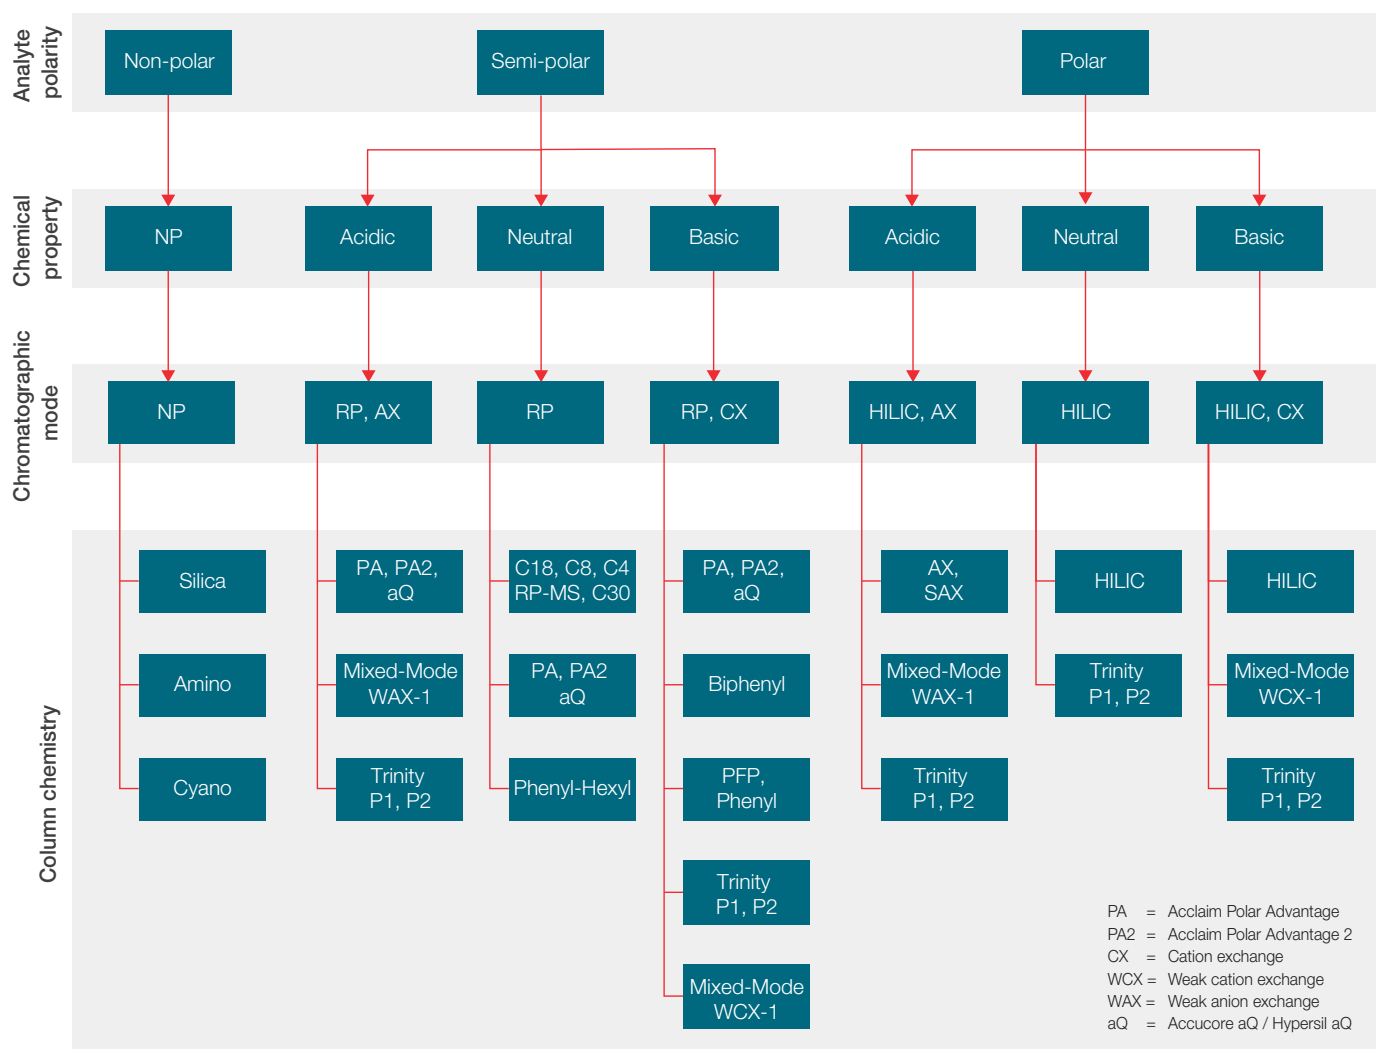 Analyte
polarity
Non-polar
Semi-polar
Polar
Chemical
property
NP
Acidic
Neutral
Basic
Acidic
Neutral
Basic
Chromatographic
mode
NP
RP, AX
RP
RP, CX
HILIC, AX
HILIC
HILIC, CX
Column chemistry
Silica
Amino
Cyano
PA, PA2,
aQ
Mixed-Mode
WAX-1
Trinity
P1, P2
C18, C8, C4
RP-MS, C30
PA, PA2
aQ
Phenyl-Hexyl
PA, PA2,
aQ
Biphenyl
PFP,
Phenyl
Trinity
P1, P2
Mixed-Mode
WCX-1
AX,
SAX
Mixed-Mode
WAX-1
Trinity
P1, P2
HILIC
Trinity
P1, P2
HILIC
Mixed-Mode
WCX-1
Trinity
P1, P2
PA = Acclaim Polar Advantage
PA2 = Acclaim Polar Advantage 2
CX = Cation exchange
WCX = Weak cation exchange
WAX = Weak anion exchange
aQ = Accucore aQ / Hypersil aQ